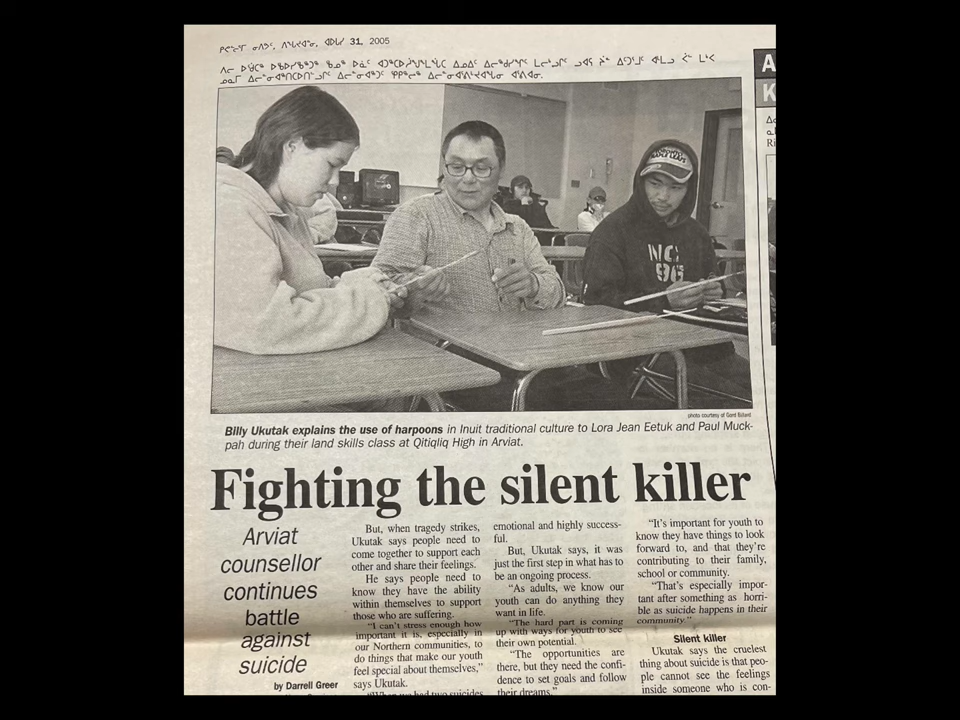 31, 2005
A
K
Ri
photo courtesy of Gord Billard
Billy Ukutak explains the use of harpoons in Inuit traditional culture to Lora Jean Eetuk and Paul Muck-
pah during their land skills class at Qitiqliq High in Arviat.
Fighting the silent killer
Arviat
counsellor
continues
battle
against
suicide
by Darrell Greer
But, when tragedy strikes,
Ukutak says people need to
come together to support each
other and share their feelings.
He says people need to
know they have the ability
within themselves to support
those who are suffering.
"I can't stress enough how
important it is, especially in
our Northern communities, to
do things that make our youth
feel special about themselves,"
says Ukutak.
"When we had two suicides
emotional and highly success-
ful.
But, Ukutak says, it was
just the first step in what has to
be an ongoing process.
"As adults, we know our
youth can do anything they
want in life.
"The hard part is coming
up with ways for youth to see
their own potential.
"The opportunities are
there, but they need the confi-
dence to set goals and follow
their dreams."
"It's important for youth to
know they have things to look
forward to, and that they're
contributing to their family,
school or community.
"That's especially impor-
tant after something as horri-
ble as suicide happens in their
community."
Silent killer
Ukutak says the cruelest
thing about suicide is that peo-
ple cannot see the feelings
inside someone who is con-